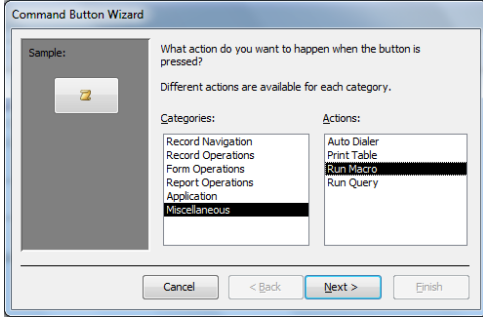 Command Button Wizard
Sample:
What action do you want to happen when the button is
pressed?
Different actions are available for each category.
Categories:
Actions:
Record Navigation
Record Operations
Form Operations
Report Operations
Application
Miscellaneous
Auto Dialer
Print Table
Run Macro
Run Query
Cancel
< Back
Next >
Finish